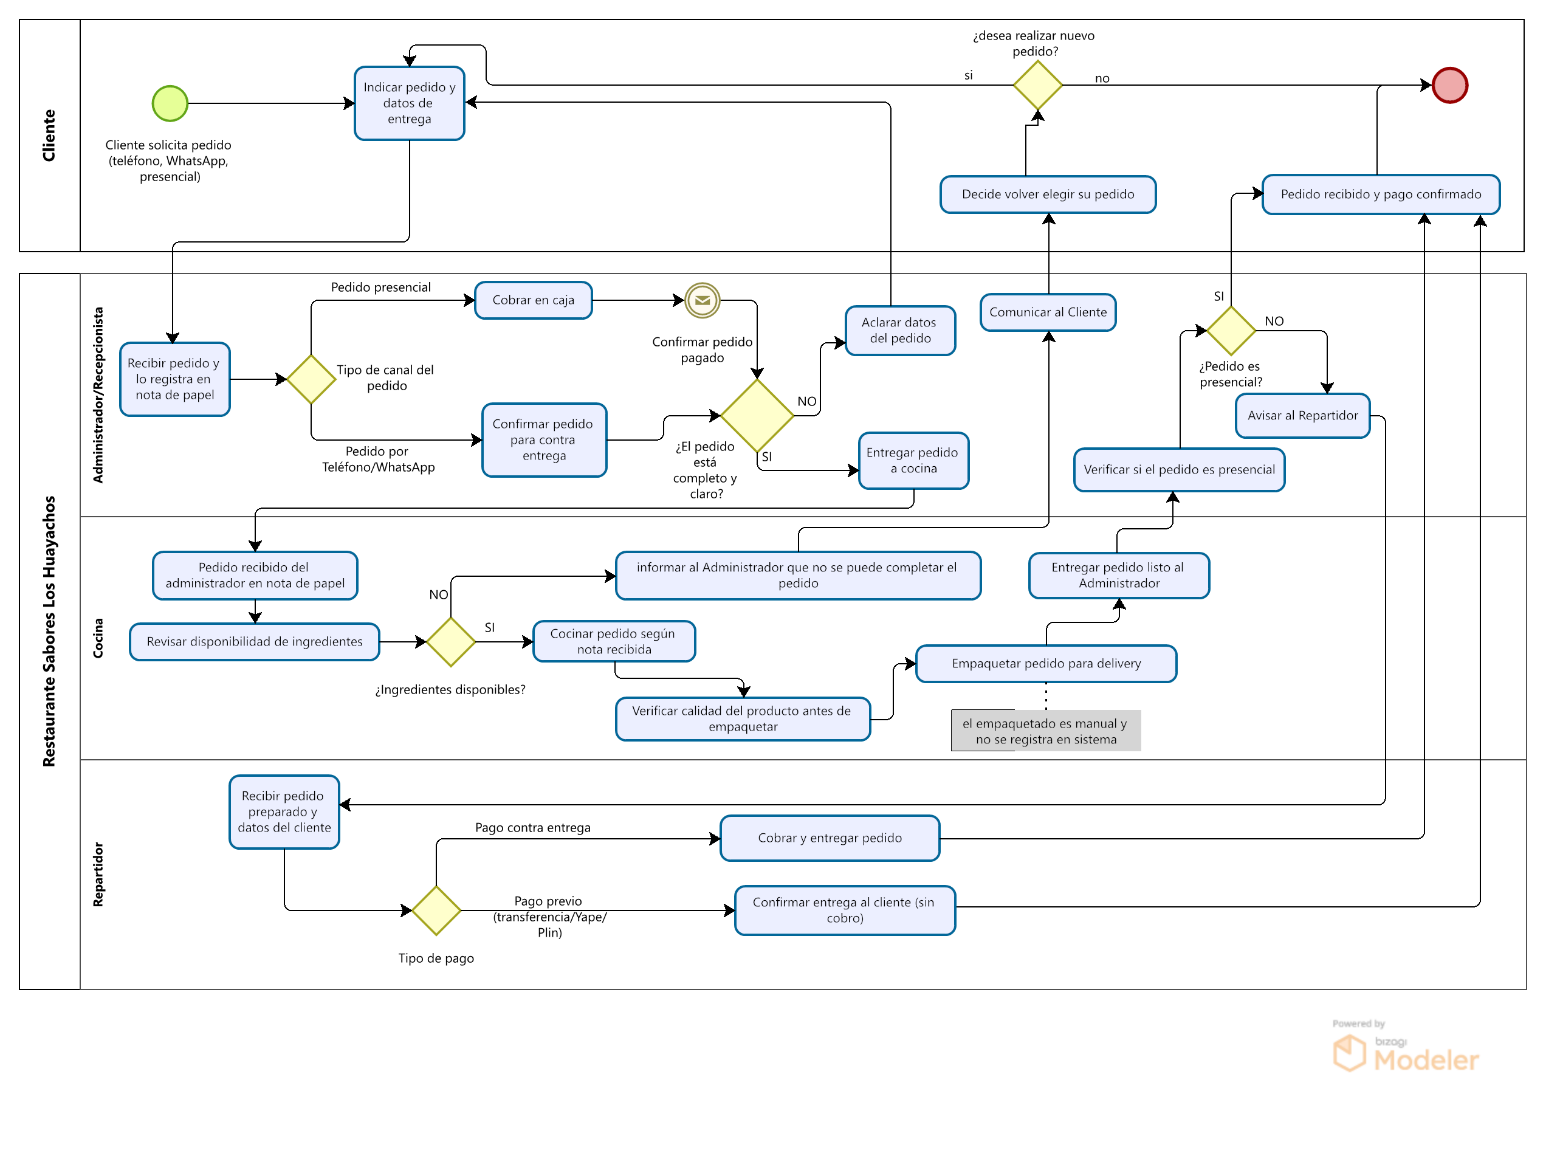 Cliente
Cliente solicita pedido
(teléfono, WhatsApp,
presencial)
Indicar pedido y
datos de
entrega
¿desea realizar nuevo
pedido?
si
no
Decide volver elegir su pedido
Pedido recibido y pago confirmado
Restaurante Sabores Los Huayachos
Administrador/Recepcionista
Recibir pedido y
lo registra en
nota de papel
Pedido presencial
Tipo de canal del
pedido
Pedido por
Teléfono/WhatsApp
Cobrar en caja
Confirmar pedido
para contra
entrega
Confirmar pedido
pagado
¿El pedido
está
completo y
claro?
NO
SI
Aclarar datos
del pedido
Entregar pedido
a cocina
Comunicar al Cliente
SI
NO
¿Pedido es
presencial?
Avisar al Repartidor
Verificar si el pedido es presencial
Cocina
Pedido recibido del
administrador en nota de papel
Revisar disponibilidad de ingredientes
NO
SI
¿Ingredientes disponibles?
informar al Administrador que no se puede completar el
pedido
Cocinar pedido según
nota recibida
Verificar calidad del producto antes de
empaquetar
Entregar pedido listo al
Administrador
Empaquetar pedido para delivery
el empaquetado es manual y
no se registra en sistema
Repartidor
Recibir pedido
preparado y
datos del cliente
Pago contra entrega
Pago previo
(transferencia/Yape/
Plin)
Tipo de pago
Cobrar y entregar pedido
Confirmar entrega al cliente (sin
cobro)
Powered by
bizagi
Modeler